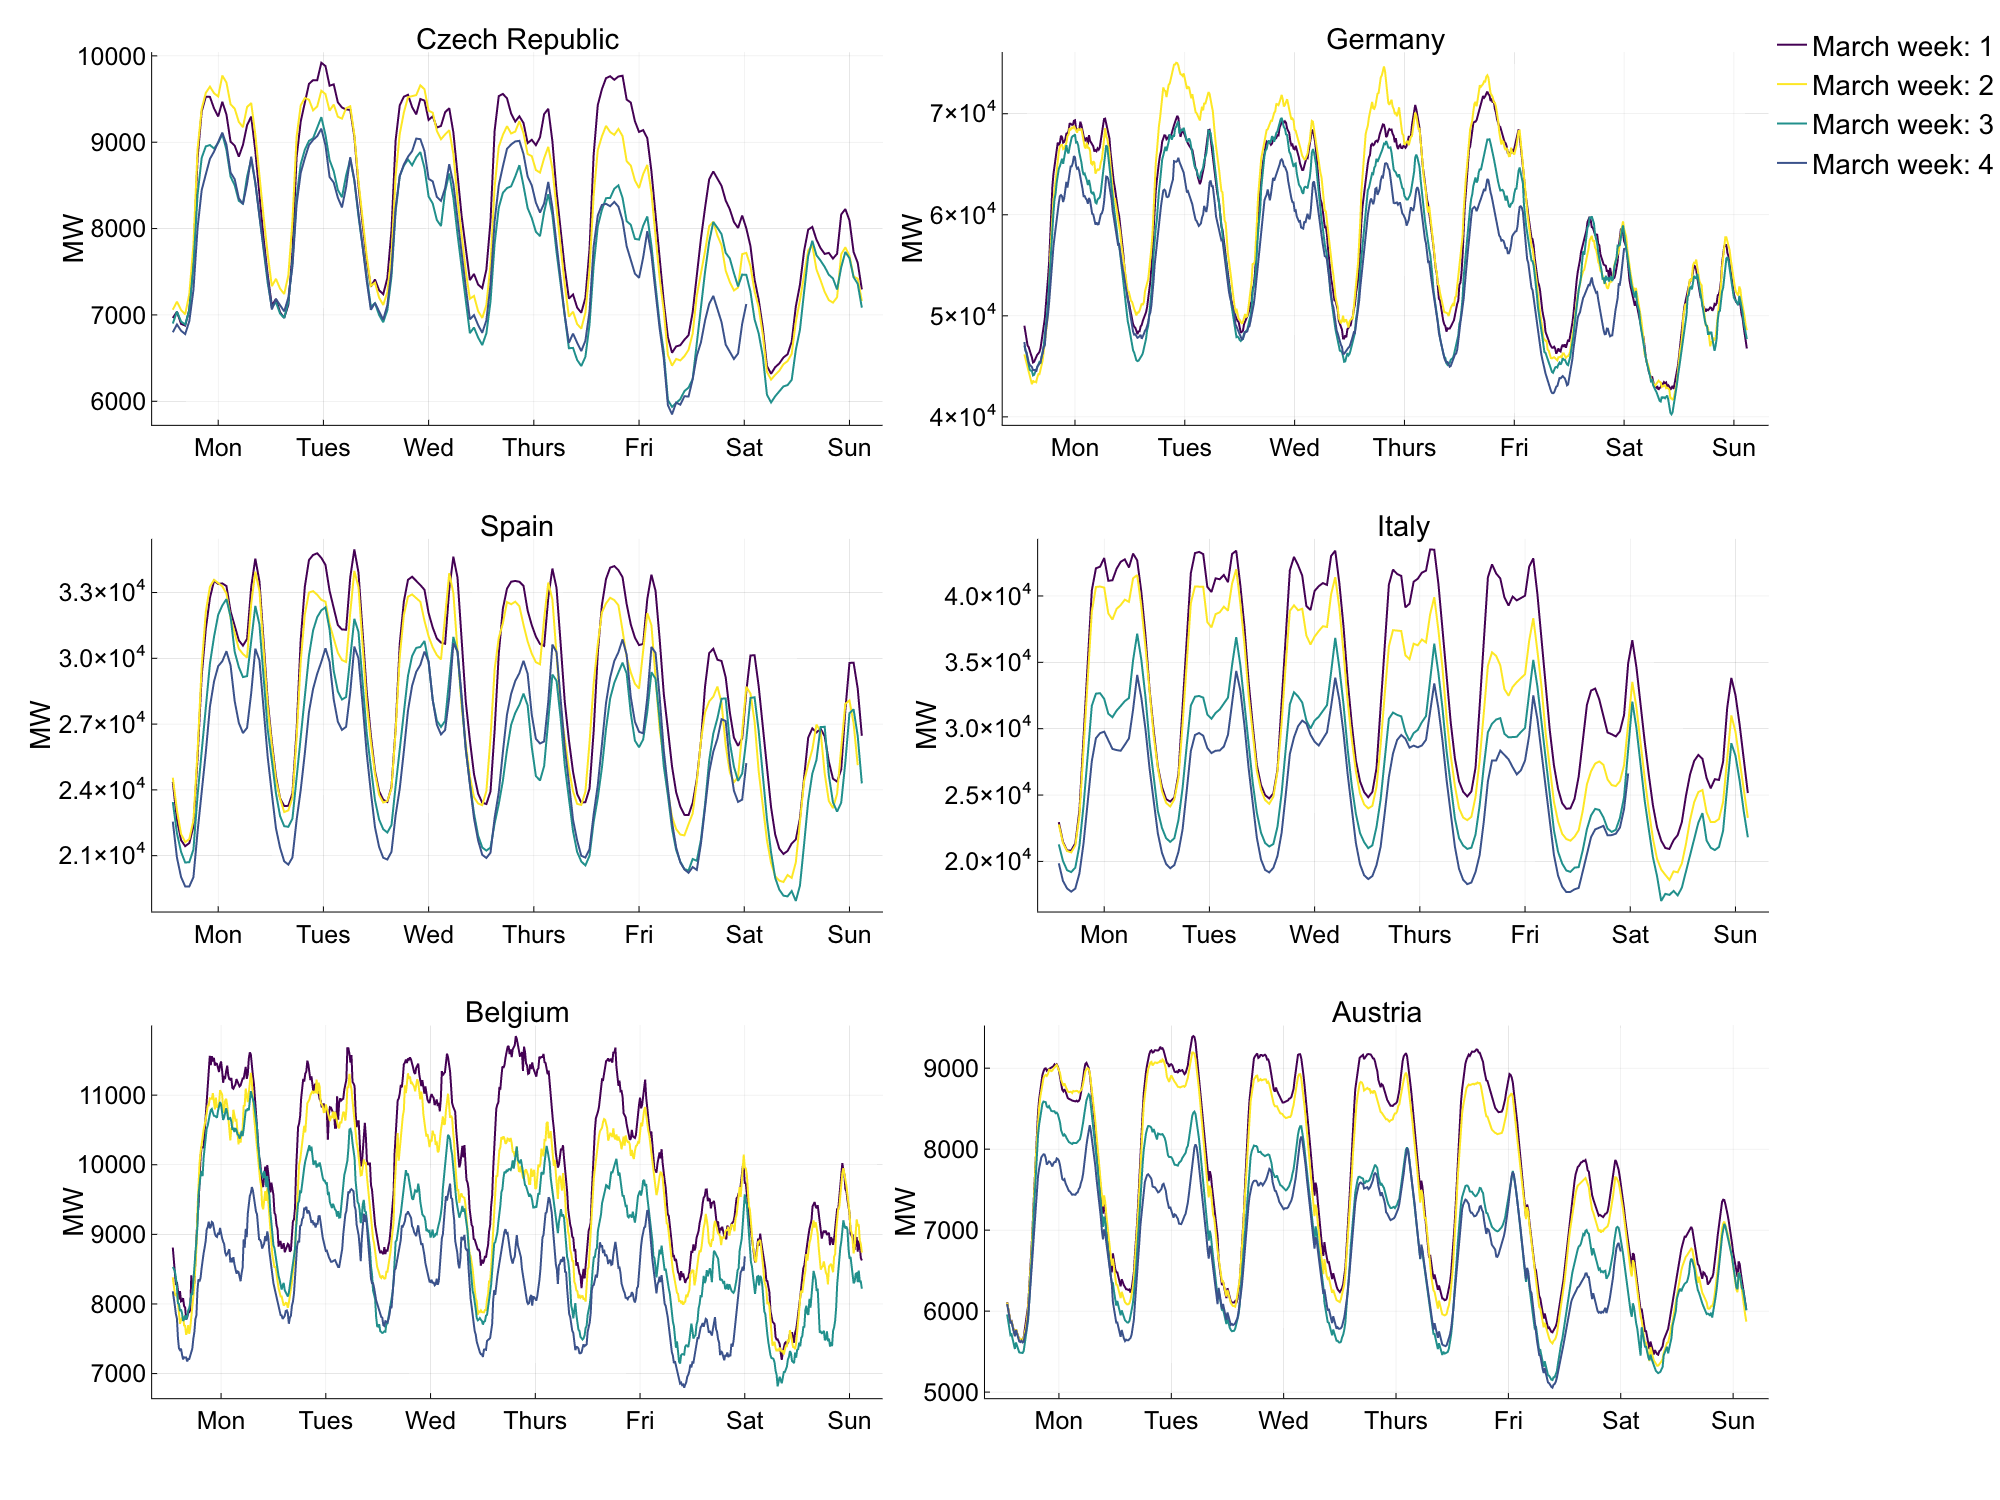 Czech Republic
MW
10000
9000
8000
7000
6000
Mon Tues Wed Thurs Fri Sat Sun
Germany
MW
7×10⁴
6×10⁴
5×10⁴
4×10⁴
Mon Tues Wed Thurs Fri Sat Sun
March week: 1
March week: 2
March week: 3
March week: 4
Spain
MW
3.3×10⁴
3.0×10⁴
2.7×10⁴
2.4×10⁴
2.1×10⁴
Mon Tues Wed Thurs Fri Sat Sun
Italy
MW
4.0×10⁴
3.5×10⁴
3.0×10⁴
2.5×10⁴
2.0×10⁴
Mon Tues Wed Thurs Fri Sat Sun
Belgium
MW
11000
10000
9000
8000
7000
Mon Tues Wed Thurs Fri Sat Sun
Austria
MW
9000
8000
7000
6000
5000
Mon Tues Wed Thurs Fri Sat Sun